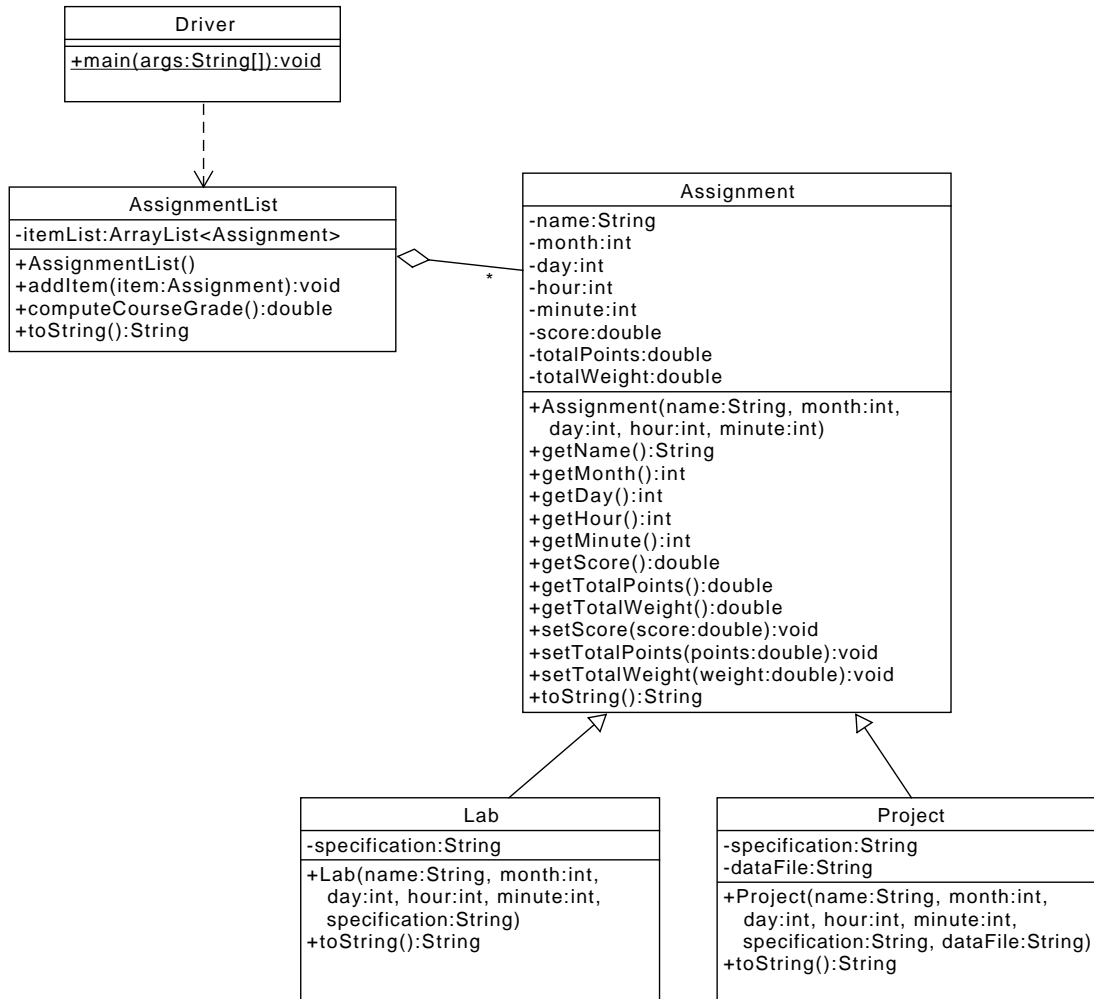 Driver
+main(args:String[]):void
AssignmentList
-itemList:ArrayList<Assignment>
+AssignmentList()
+addItem(item:Assignment):void
+computeCourseGrade():double
+toString():String
*
Assignment
-name:String
-month:int
-day:int
-hour:int
-minute:int
-score:double
-totalPoints:double
-totalWeight:double
+Assignment(name:String, month:int,
day:int, hour:int, minute:int)
+getName():String
+getMonth():int
+getDay():int
+getHour():int
+getMinute():int
+getScore():double
+getTotalPoints():double
+getTotalWeight():double
+setScore(score:double):void
+setTotalPoints(points:double):void
+setTotalWeight(weight:double):void
+toString():String
Lab
-specification:String
+Lab(name:String, month:int,
day:int, hour:int, minute:int,
specification:String)
+toString():String
Project
-specification:String
-dataFile:String
+Project(name:String, month:int,
day:int, hour:int, minute:int,
specification:String, dataFile:String)
+toString():String